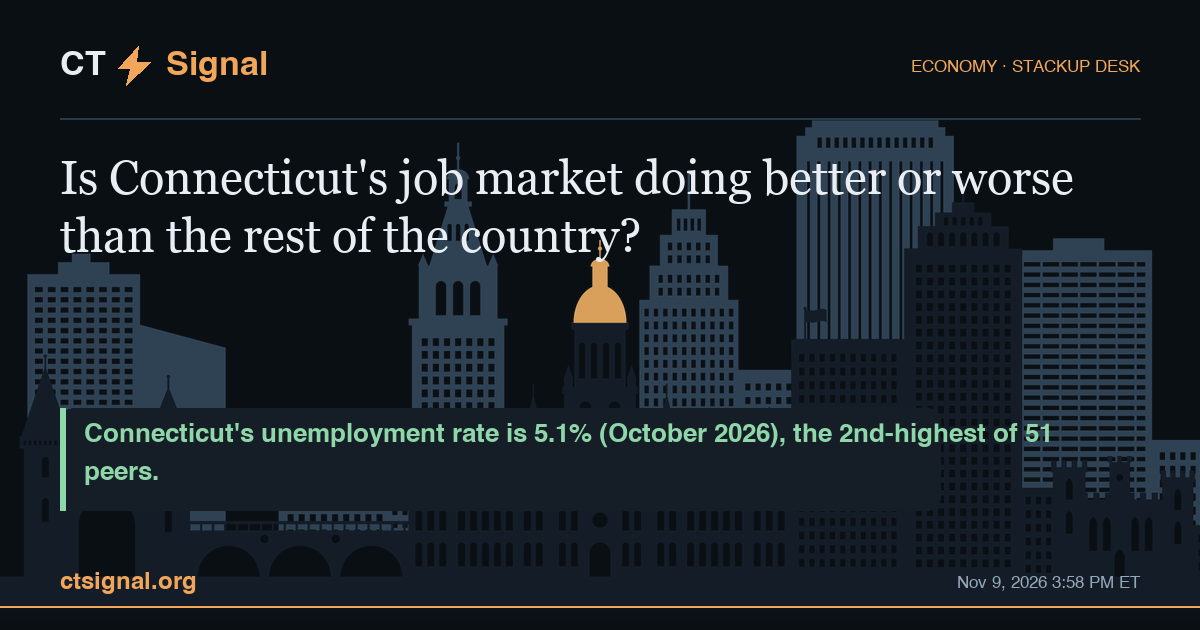 CT Signal
ECONOMY · STACKUP DESK
Is Connecticut's job market doing better or worse
than the rest of the country?
Connecticut's unemployment rate is 5.1% (October 2026), the 2nd-highest of 51
peers.
ctsignal.org
Nov 9, 2026 3:58 PM ET